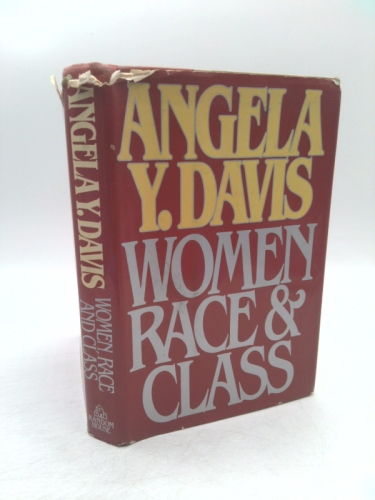 ANGELA Y. DAVIS
WOMEN, RACE
AND CLASS
RANDOM
HOUSE
ANGELA
Y. DAVIS
WOMEN
RACE &
CLASS